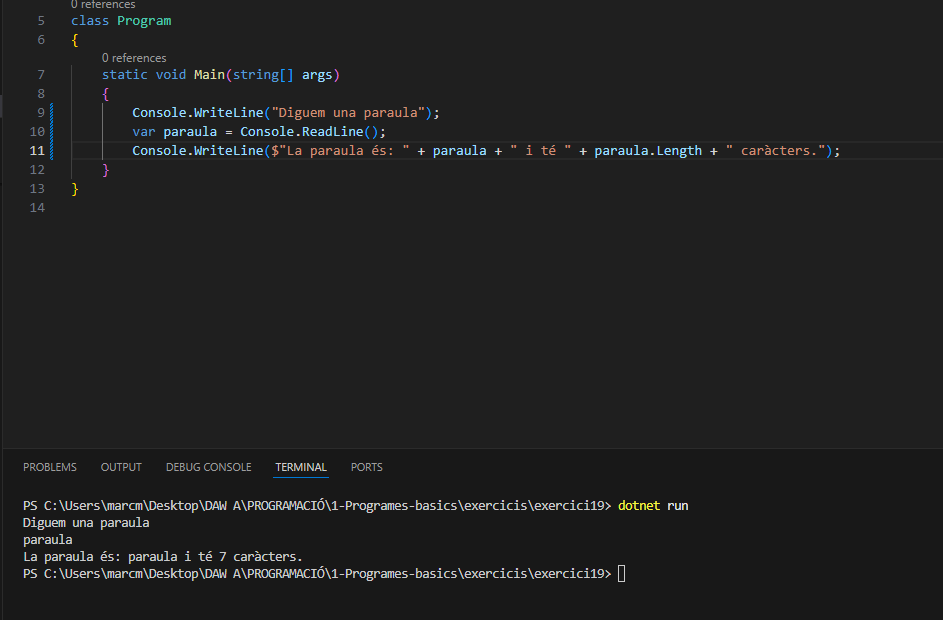 0 references
5 class Program
6 {
0 references
7 static void Main(string[] args)
8 {
9 Console.WriteLine("Diguem una paraula");
10 var paraula = Console.ReadLine();
11 Console.WriteLine($"La paraula és: " + paraula + " i té " + paraula.Length + " caràcters.");
12 }
13 }
14
PROBLEMS OUTPUT DEBUG CONSOLE TERMINAL PORTS
PS C:\Users\marcm\Desktop\DAW A\PROGRAMACIÓ\1-Programes-basics\exercicis\exercici19> dotnet run
Diguem una paraula
paraula
La paraula és: paraula i té 7 caràcters.
PS C:\Users\marcm\Desktop\DAW A\PROGRAMACIÓ\1-Programes-basics\exercicis\exercici19>